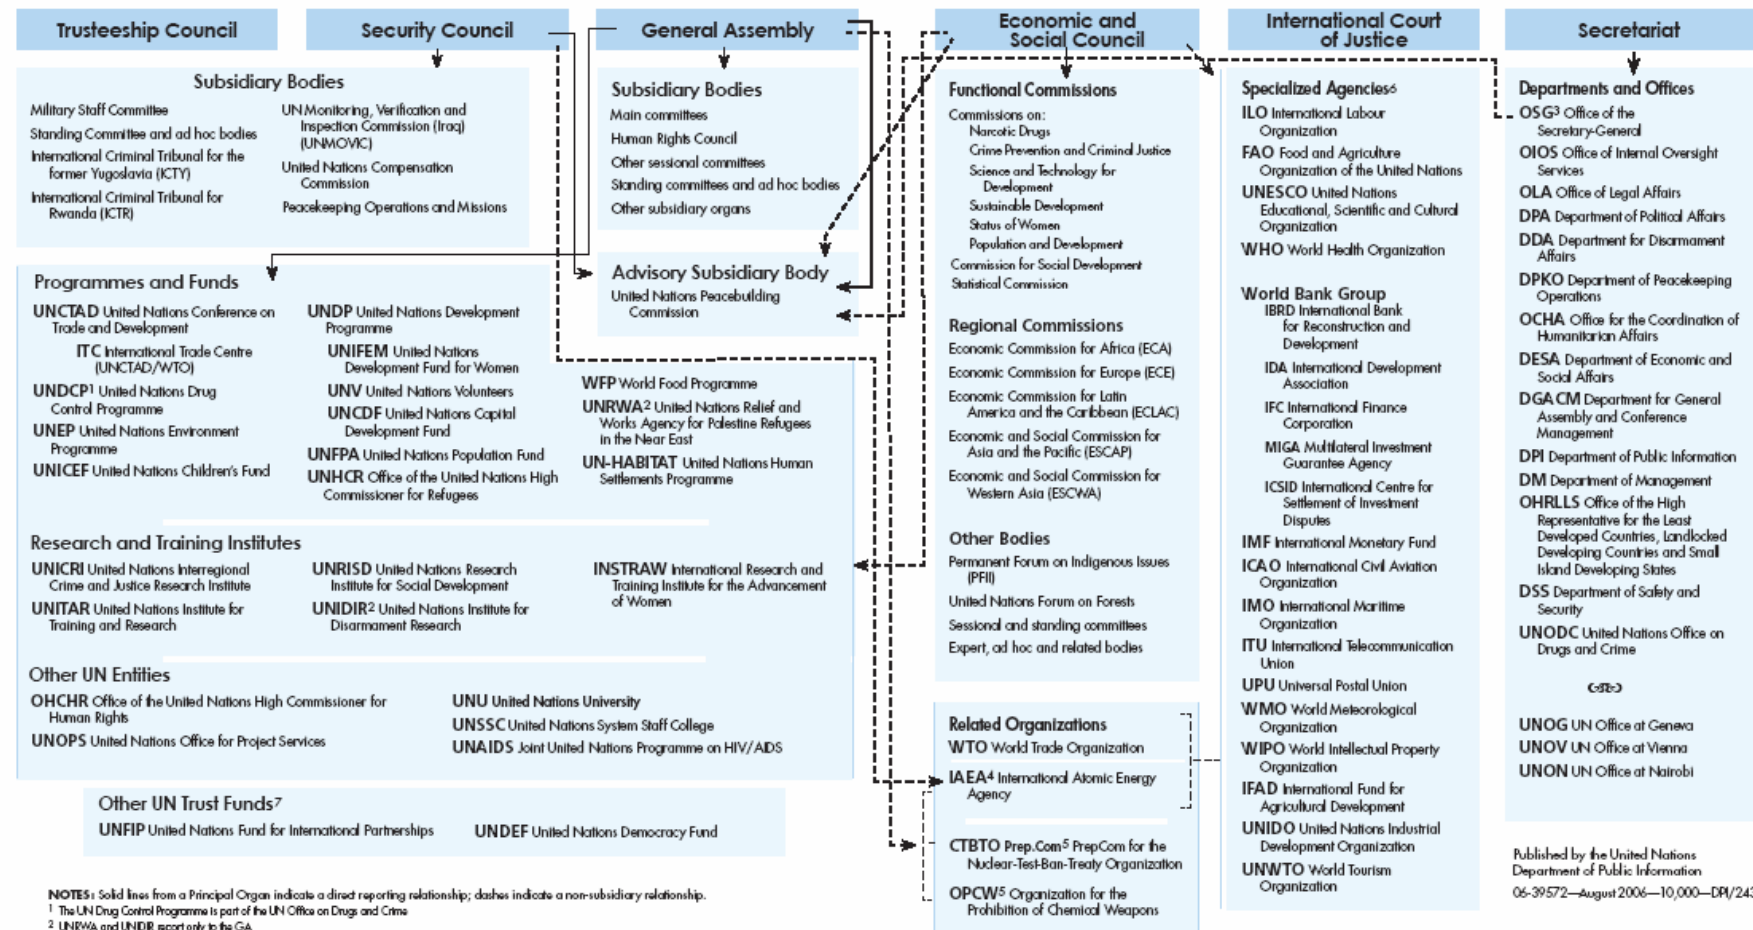 Trusteeship Council
Security Council
General Assembly
Economic and
Social Council
International Court
of Justice
Secretariat
Subsidiary Bodies
Military Staff Committee
Standing Committee and ad hoc bodies
International Criminal Tribunal for the
former Yugoslavia (ICTY)
International Criminal Tribunal for
Rwanda (ICTR)
UN Monitoring, Verification and
Inspection Commission (Iraq)
(UNMOVIC)
United Nations Compensation
Commission
Peacekeeping Operations and Missions
Subsidiary Bodies
Main committees
Human Rights Council
Other sessional committees
Standing committees and ad hoc bodies
Other subsidiary organs
Advisory Subsidiary Body
United Nations Peacebuilding
Commission
Programmes and Funds
UNCTAD United Nations Conference on
Trade and Development
ITC International Trade Centre
(UNCTAD/WTO)
UNDCP1 United Nations Drug
Control Programme
UNEP United Nations Environment
Programme
UNICEF United Nations Children's Fund
UNDP United Nations Development
Programme
UNIFEM United Nations
Development Fund for Women
UNV United Nations Volunteers
UNCDF United Nations Capital
Development Fund
UNFPA United Nations Population Fund
UNHCR Office of the United Nations High
Commissioner for Refugees
WFP World Food Programme
UNRWA2 United Nations Relief and
Works Agency for Palestine Refugees
in the Near East
UN-HABITAT United Nations Human
Settlements Programme
Research and Training Institutes
UNICRI United Nations Interregional
Crime and Justice Research Institute
UNITAR United Nations Institute for
Training and Research
UNRISD United Nations Research
Institute for Social Development
UNIDIR2 United Nations Institute for
Disarmament Research
INSTRAW International Research and
Training Institute for the Advancement
of Women
Other UN Entities
OHCHR Office of the United Nations High Commissioner for
Human Rights
UNOPS United Nations Office for Project Services
UNU United Nations University
UNSSC United Nations System Staff College
UNAIDS Joint United Nations Programme on HIV/AIDS
Other UN Trust Funds7
UNFIP United Nations Fund for International Partnerships
UNDEF United Nations Democracy Fund
NOTES: Solid lines from a Principal Organ indicate a direct reporting relationship; dashes indicate a non-subsidiary relationship.
1 The UN Drug Control Programme is part of the UN Office on Drugs and Crime
2 UNRWA and UNIDIR report only to the GA
Functional Commissions
Commissions on:
Narcotic Drugs
Crime Prevention and Criminal Justice
Science and Technology for
Development
Sustainable Development
Status of Women
Population and Development
Commission for Social Development
Statistical Commission
Regional Commissions
Economic Commission for Africa (ECA)
Economic Commission for Europe (ECE)
Economic Commission for Latin
America and the Caribbean (ECLAC)
Economic and Social Commission for
Asia and the Pacific (ESCAP)
Economic and Social Commission for
Western Asia (ESCWA)
Other Bodies
Permanent Forum on Indigenous Issues
(PFII)
United Nations Forum on Forests
Sessional and standing committees
Expert, ad hoc and related bodies
Related Organizations
WTO World Trade Organization
IAEA4 International Atomic Energy
Agency
CTBTO Prep.Com5 PrepCom for the
Nuclear-Test-Ban-Treaty Organization
OPCW5 Organization for the
Prohibition of Chemical Weapons
Specialized Agencies6
ILO International Labour
Organization
FAO Food and Agriculture
Organization of the United Nations
UNESCO United Nations
Educational, Scientific and Cultural
Organization
WHO World Health Organization
World Bank Group
IBRD International Bank
for Reconstruction and
Development
IDA International Development
Association
IFC International Finance
Corporation
MIGA Multilateral Investment
Guarantee Agency
ICSID International Centre for
Settlement of Investment
Disputes
IMF International Monetary Fund
ICAO International Civil Aviation
Organization
IMO International Maritime
Organization
ITU International Telecommunication
Union
UPU Universal Postal Union
WMO World Meteorological
Organization
WIPO World Intellectual Property
Organization
IFAD International Fund for
Agricultural Development
UNIDO United Nations Industrial
Development Organization
UNWTO World Tourism
Organization
Departments and Offices
OSG3 Office of the
Secretary-General
OIOS Office of Internal Oversight
Services
OLA Office of Legal Affairs
DPA Department of Political Affairs
DDA Department for Disarmament
Affairs
DPKO Department of Peacekeeping
Operations
OCHA Office for the Coordination of
Humanitarian Affairs
DESA Department of Economic and
Social Affairs
DGACM Department for General
Assembly and Conference
Management
DPI Department of Public Information
DM Department of Management
OHRLLS Office of the High
Representative for the Least
Developed Countries, Landlocked
Developing Countries and Small
Island Developing States
DSS Department of Safety and
Security
UNODC United Nations Office on
Drugs and Crime
UNOG UN Office at Geneva
UNOV UN Office at Vienna
UNON UN Office at Nairobi
Published by the United Nations
Department of Public Information
06-39572—August 2006—10,000—DPI/243